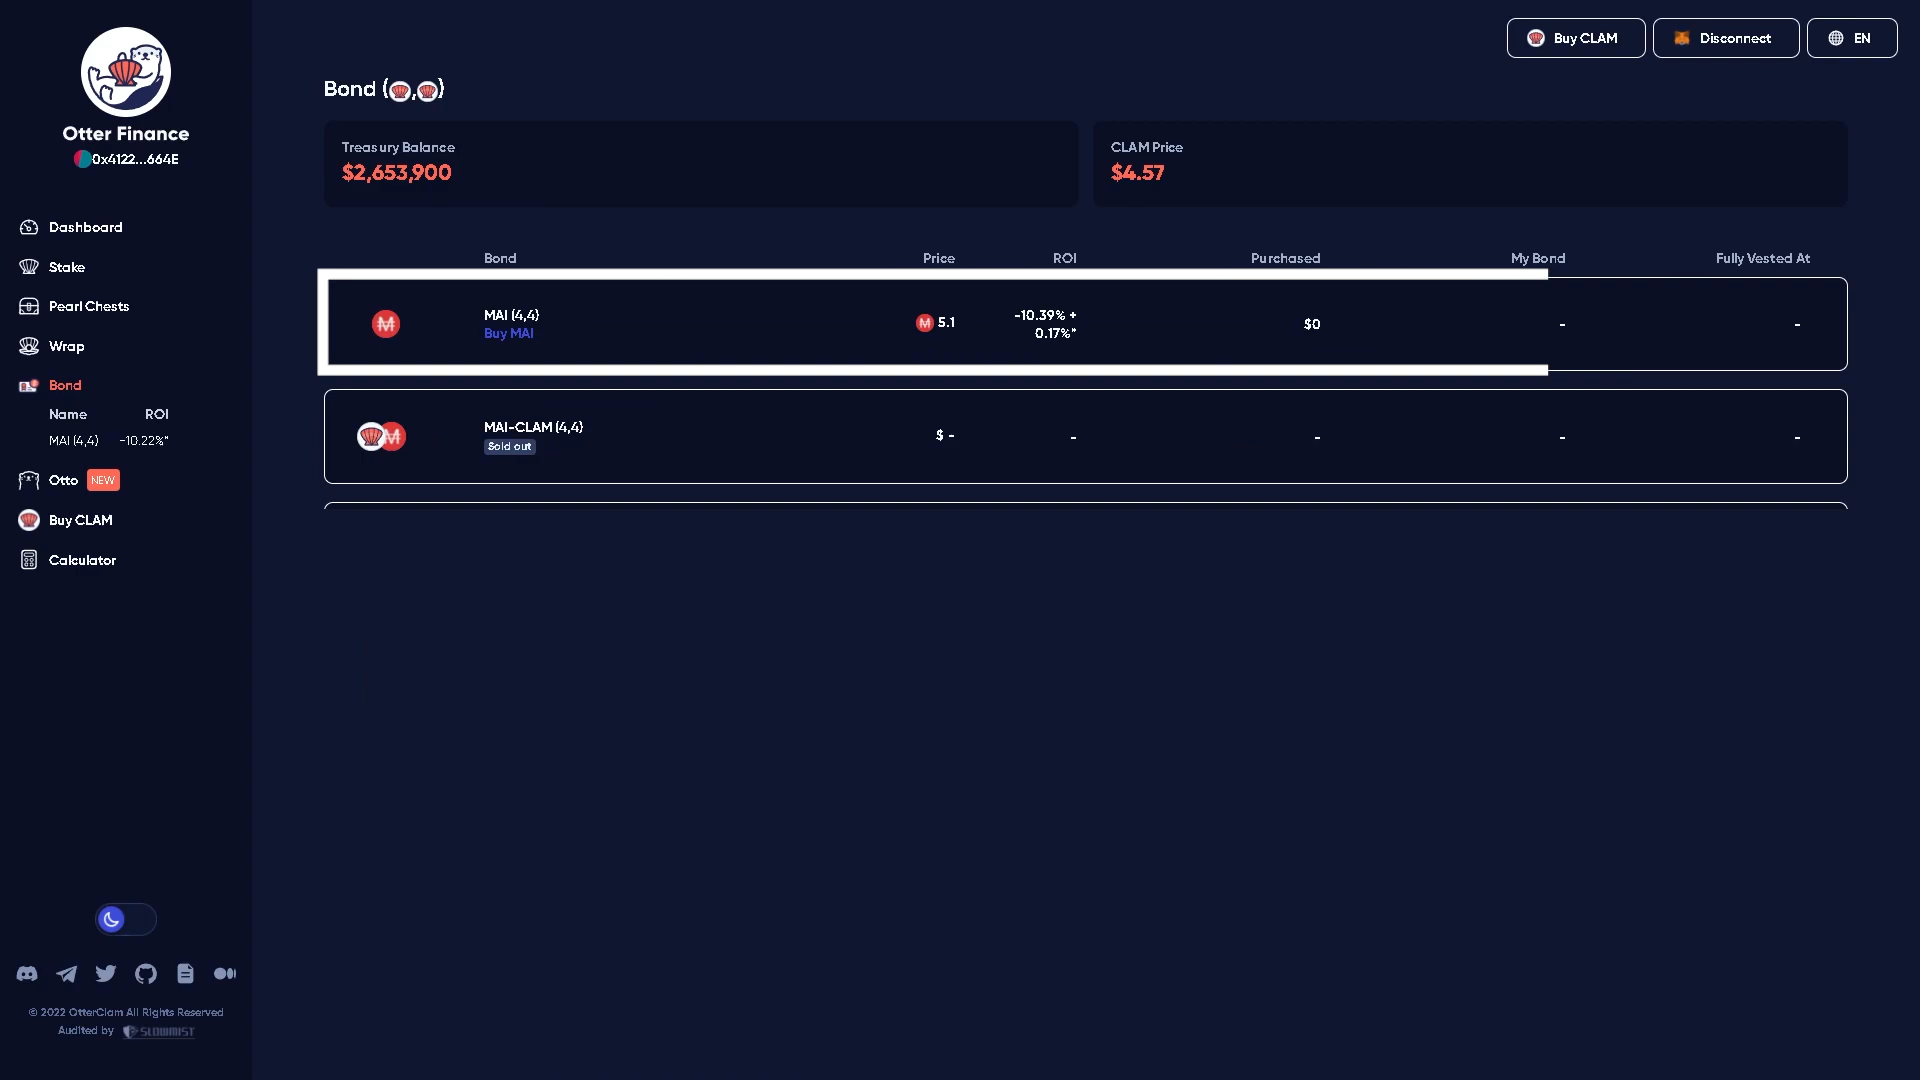 Otter Finance
0x4122...664E
Dashboard
Stake
Pearl Chests
Wrap
Bond
Name ROI
MAI (4,4) -10.22%*
Otto NEW
Buy CLAM
Calculator
© 2022 OtterClam All Rights Reserved
Audited by SLOWMIST
Buy CLAM Disconnect EN
Bond ( , )
Treasury Balance
$2,653,900
CLAM Price
$4.57
Bond Price ROI Purchased My Bond Fully Vested At
MAI (4,4)
Buy MAI
5.1
-10.39% +
0.17%*
$0 - -
MAI-CLAM (4,4)
Sold out
$ - - - - -